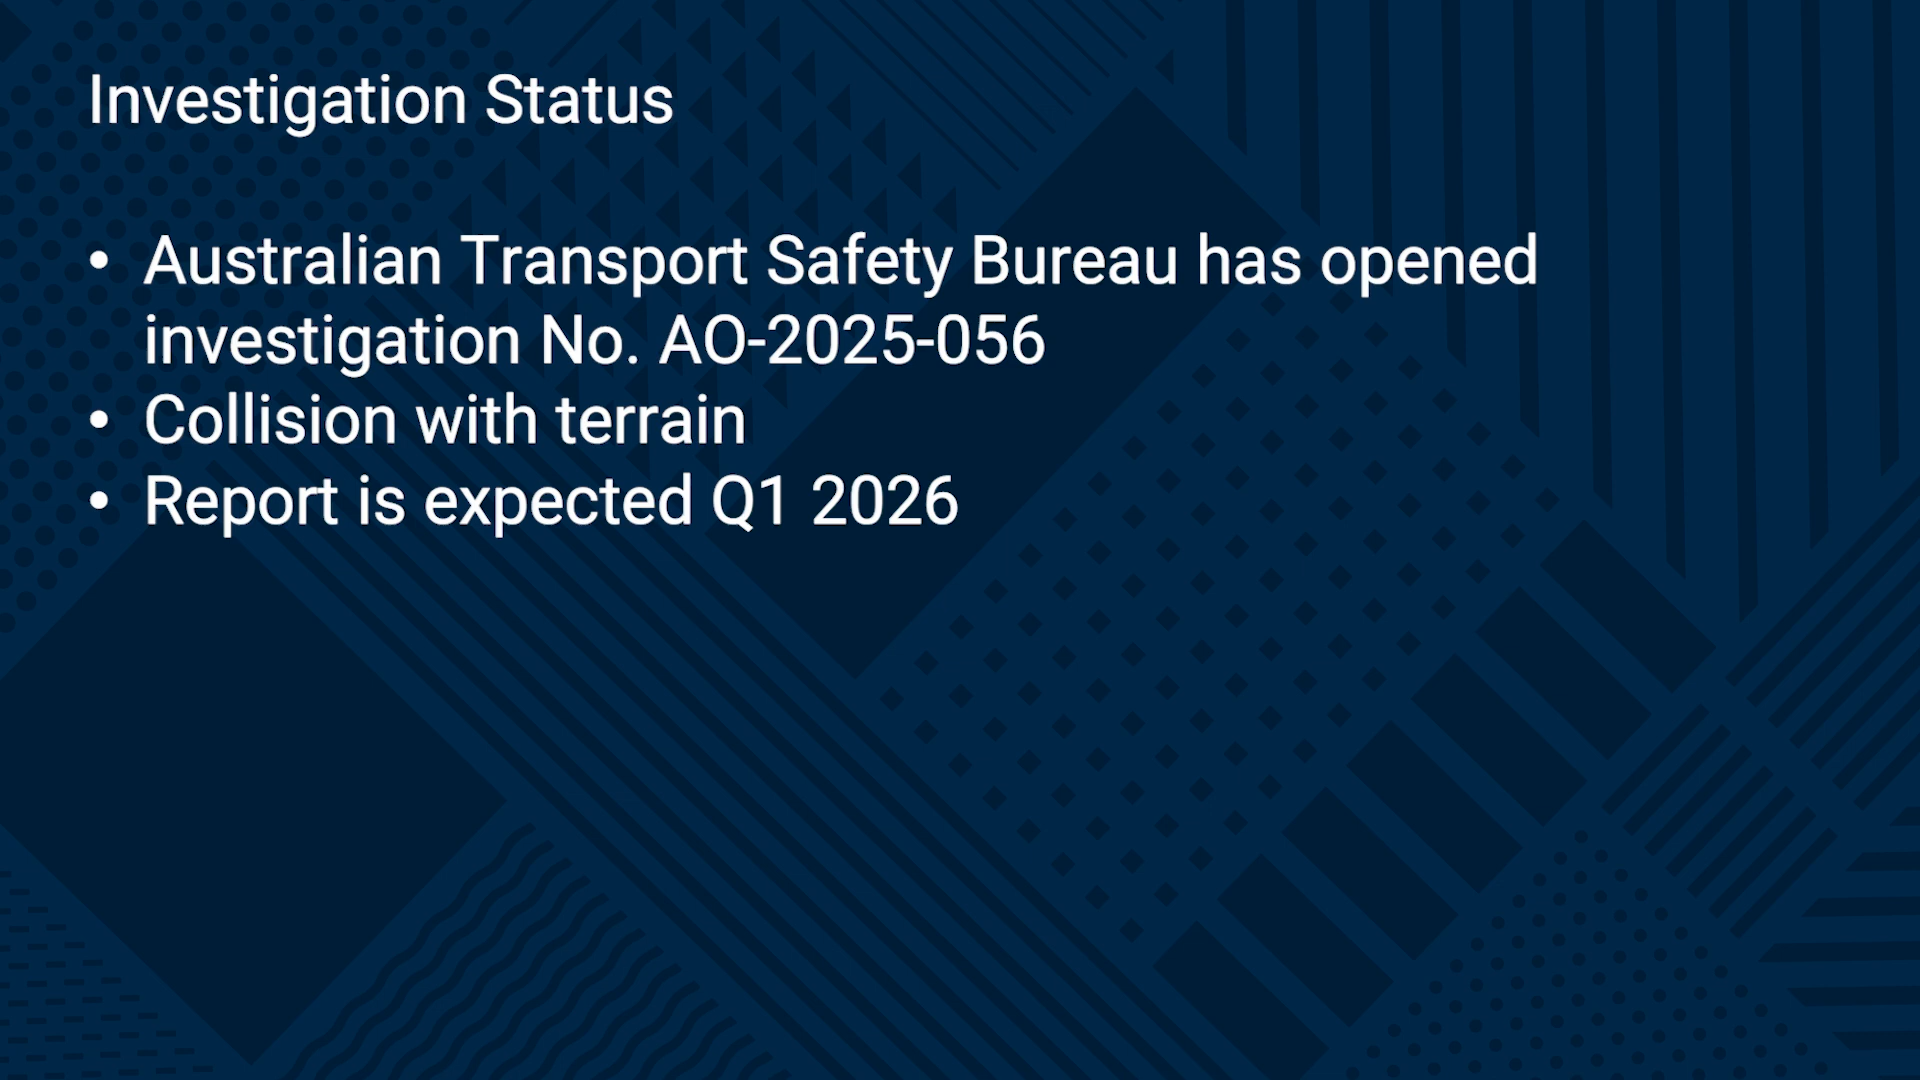 Investigation Status
• Australian Transport Safety Bureau has opened
investigation No. AO-2025-056
• Collision with terrain
• Report is expected Q1 2026